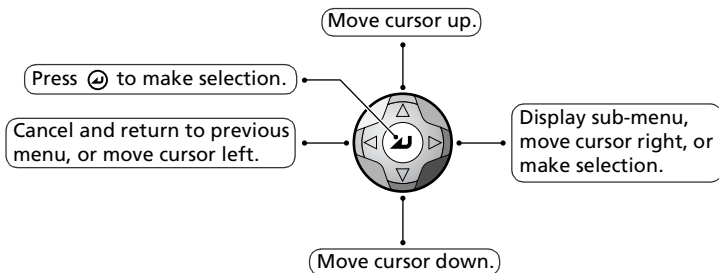 Move cursor up.
Press to make selection.
Cancel and return to previous
menu, or move cursor left.
Display sub-menu,
move cursor right, or
make selection.
Move cursor down.